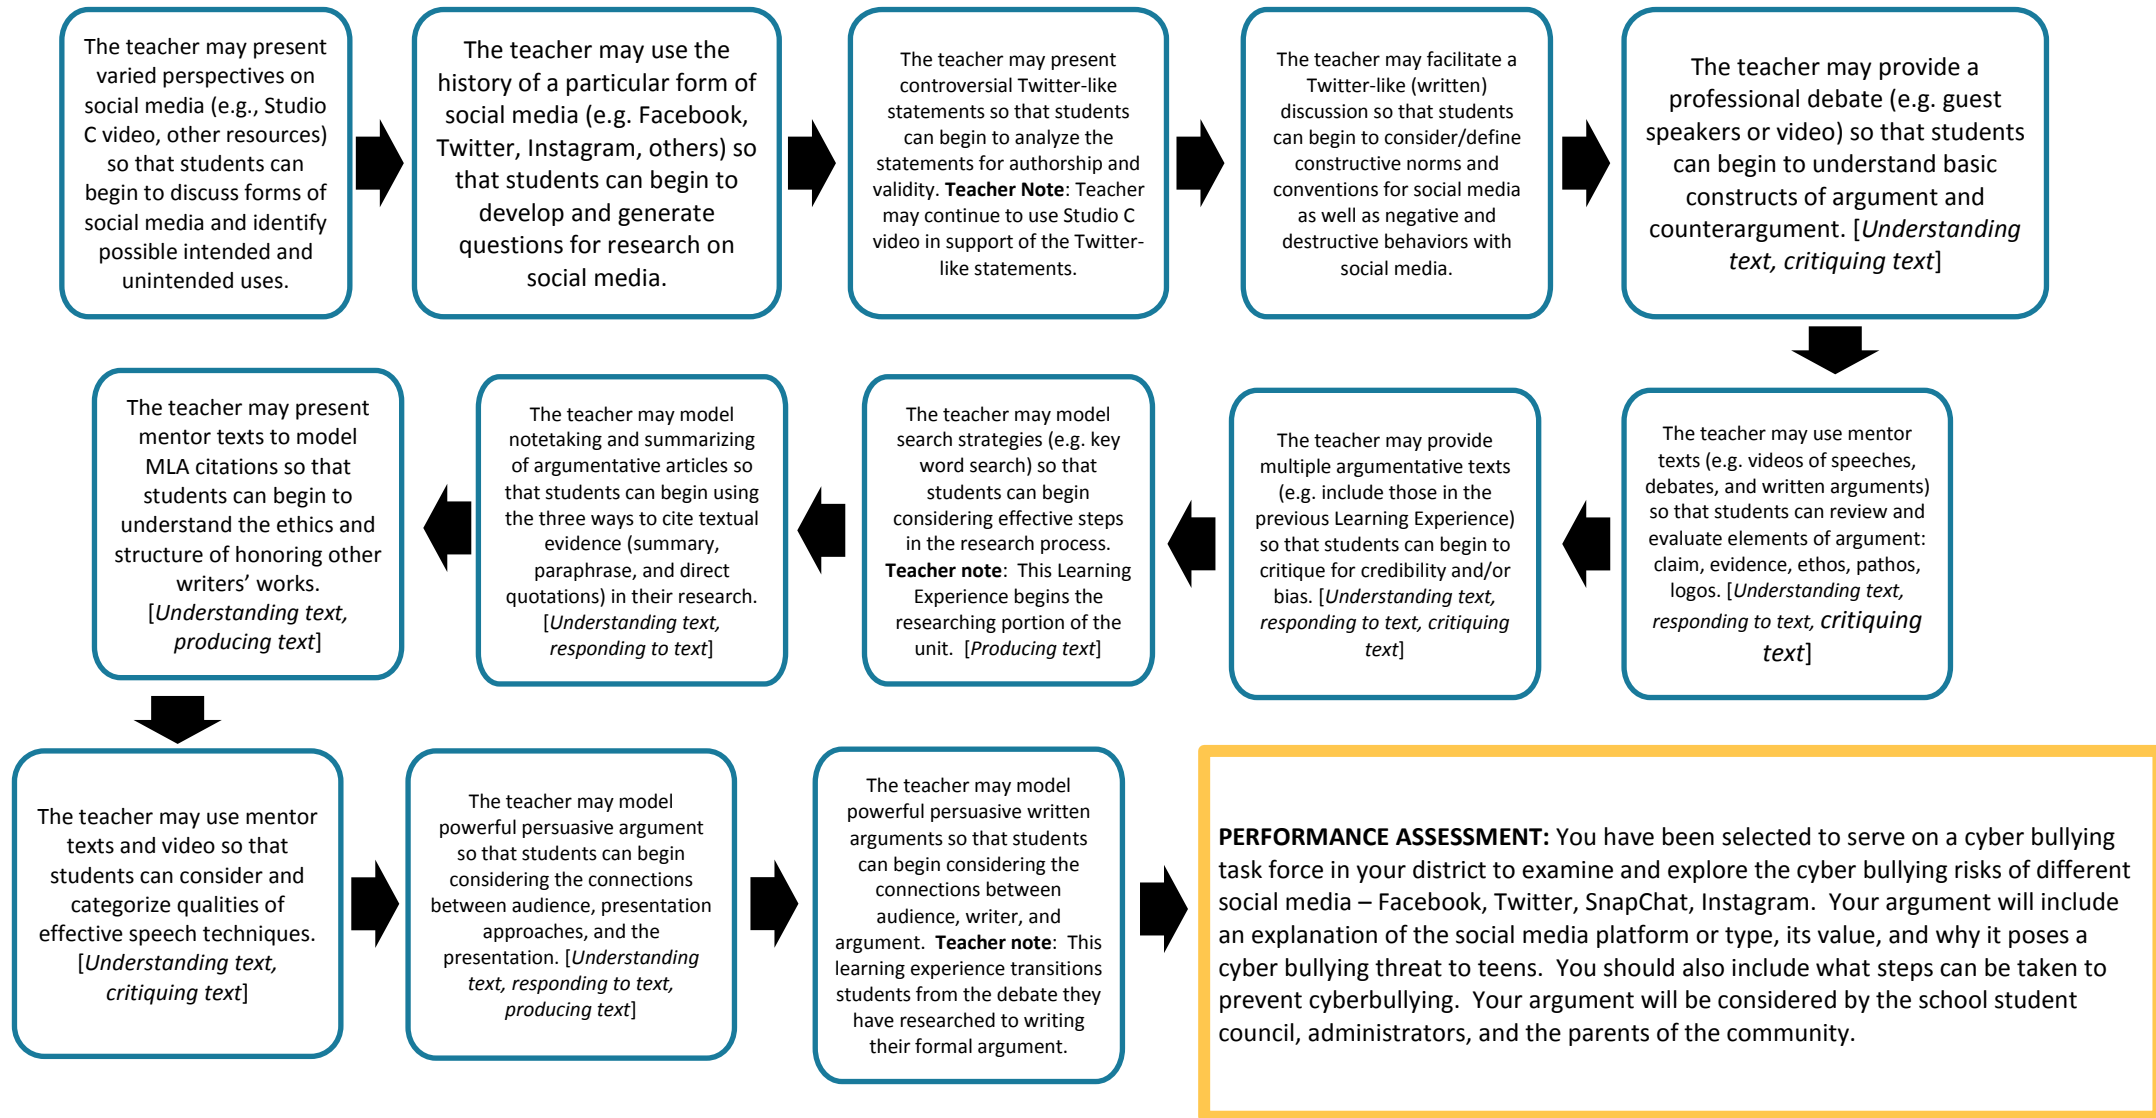 The teacher may present
varied perspectives on
social media (e.g., Studio
C video, other resources)
so that students can
begin to discuss forms of
social media and identify
possible intended and
unintended uses.
The teacher may use the
history of a particular form of
social media (e.g. Facebook,
Twitter, Instagram, others) so
that students can begin to
develop and generate
questions for research on
social media.
The teacher may present
controversial Twitter-like
statements so that students
can begin to analyze the
statements for authorship and
validity. Teacher Note: Teacher
may continue to use Studio C
video in support of the Twitter-
like statements.
The teacher may facilitate a
Twitter-like (written)
discussion so that students
can begin to consider/define
constructive norms and
conventions for social media
as well as negative and
destructive behaviors with
social media.
The teacher may provide a
professional debate (e.g. guest
speakers or video) so that students
can begin to understand basic
constructs of argument and
counterargument. [Understanding
text, critiquing text]
The teacher may use mentor
texts (e.g. videos of speeches,
debates, and written arguments)
so that students can review and
evaluate elements of argument:
claim, evidence, ethos, pathos,
logos. [Understanding text,
responding to text, critiquing
text]
The teacher may provide
multiple argumentative texts
(e.g. include those in the
previous Learning Experience)
so that students can begin to
critique for credibility and/or
bias. [Understanding text,
responding to text, critiquing
text]
The teacher may model
search strategies (e.g. key
word search) so that
students can begin
considering effective steps
in the research process.
Teacher note:  This Learning
Experience begins the
researching portion of the
unit.  [Producing text]
The teacher may model
notetaking and summarizing
of argumentative articles so
that students can begin using
the three ways to cite textual
evidence (summary,
paraphrase, and direct
quotations) in their research.
[Understanding text,
responding to text]
The teacher may present
mentor texts to model
MLA citations so that
students can begin to
understand the ethics and
structure of honoring other
writers’ works.
[Understanding text,
producing text]
The teacher may use mentor
texts and video so that
students can consider and
categorize qualities of
effective speech techniques.
[Understanding text,
critiquing text]
The teacher may model
powerful persuasive argument
so that students can begin
considering the connections
between audience, presentation
approaches, and the
presentation. [Understanding
text, responding to text,
producing text]
The teacher may model
powerful persuasive written
arguments so that students
can begin considering the
connections between
audience, writer, and
argument.  Teacher note:  This
learning experience transitions
students from the debate they
have researched to writing
their formal argument.
PERFORMANCE ASSESSMENT: You have been selected to serve on a cyber bullying
task force in your district to examine and explore the cyber bullying risks of different
social media – Facebook, Twitter, SnapChat, Instagram.  Your argument will include
an explanation of the social media platform or type, its value, and why it poses a
cyber bullying threat to teens.  You should also include what steps can be taken to
prevent cyberbullying.  Your argument will be considered by the school student
council, administrators, and the parents of the community.